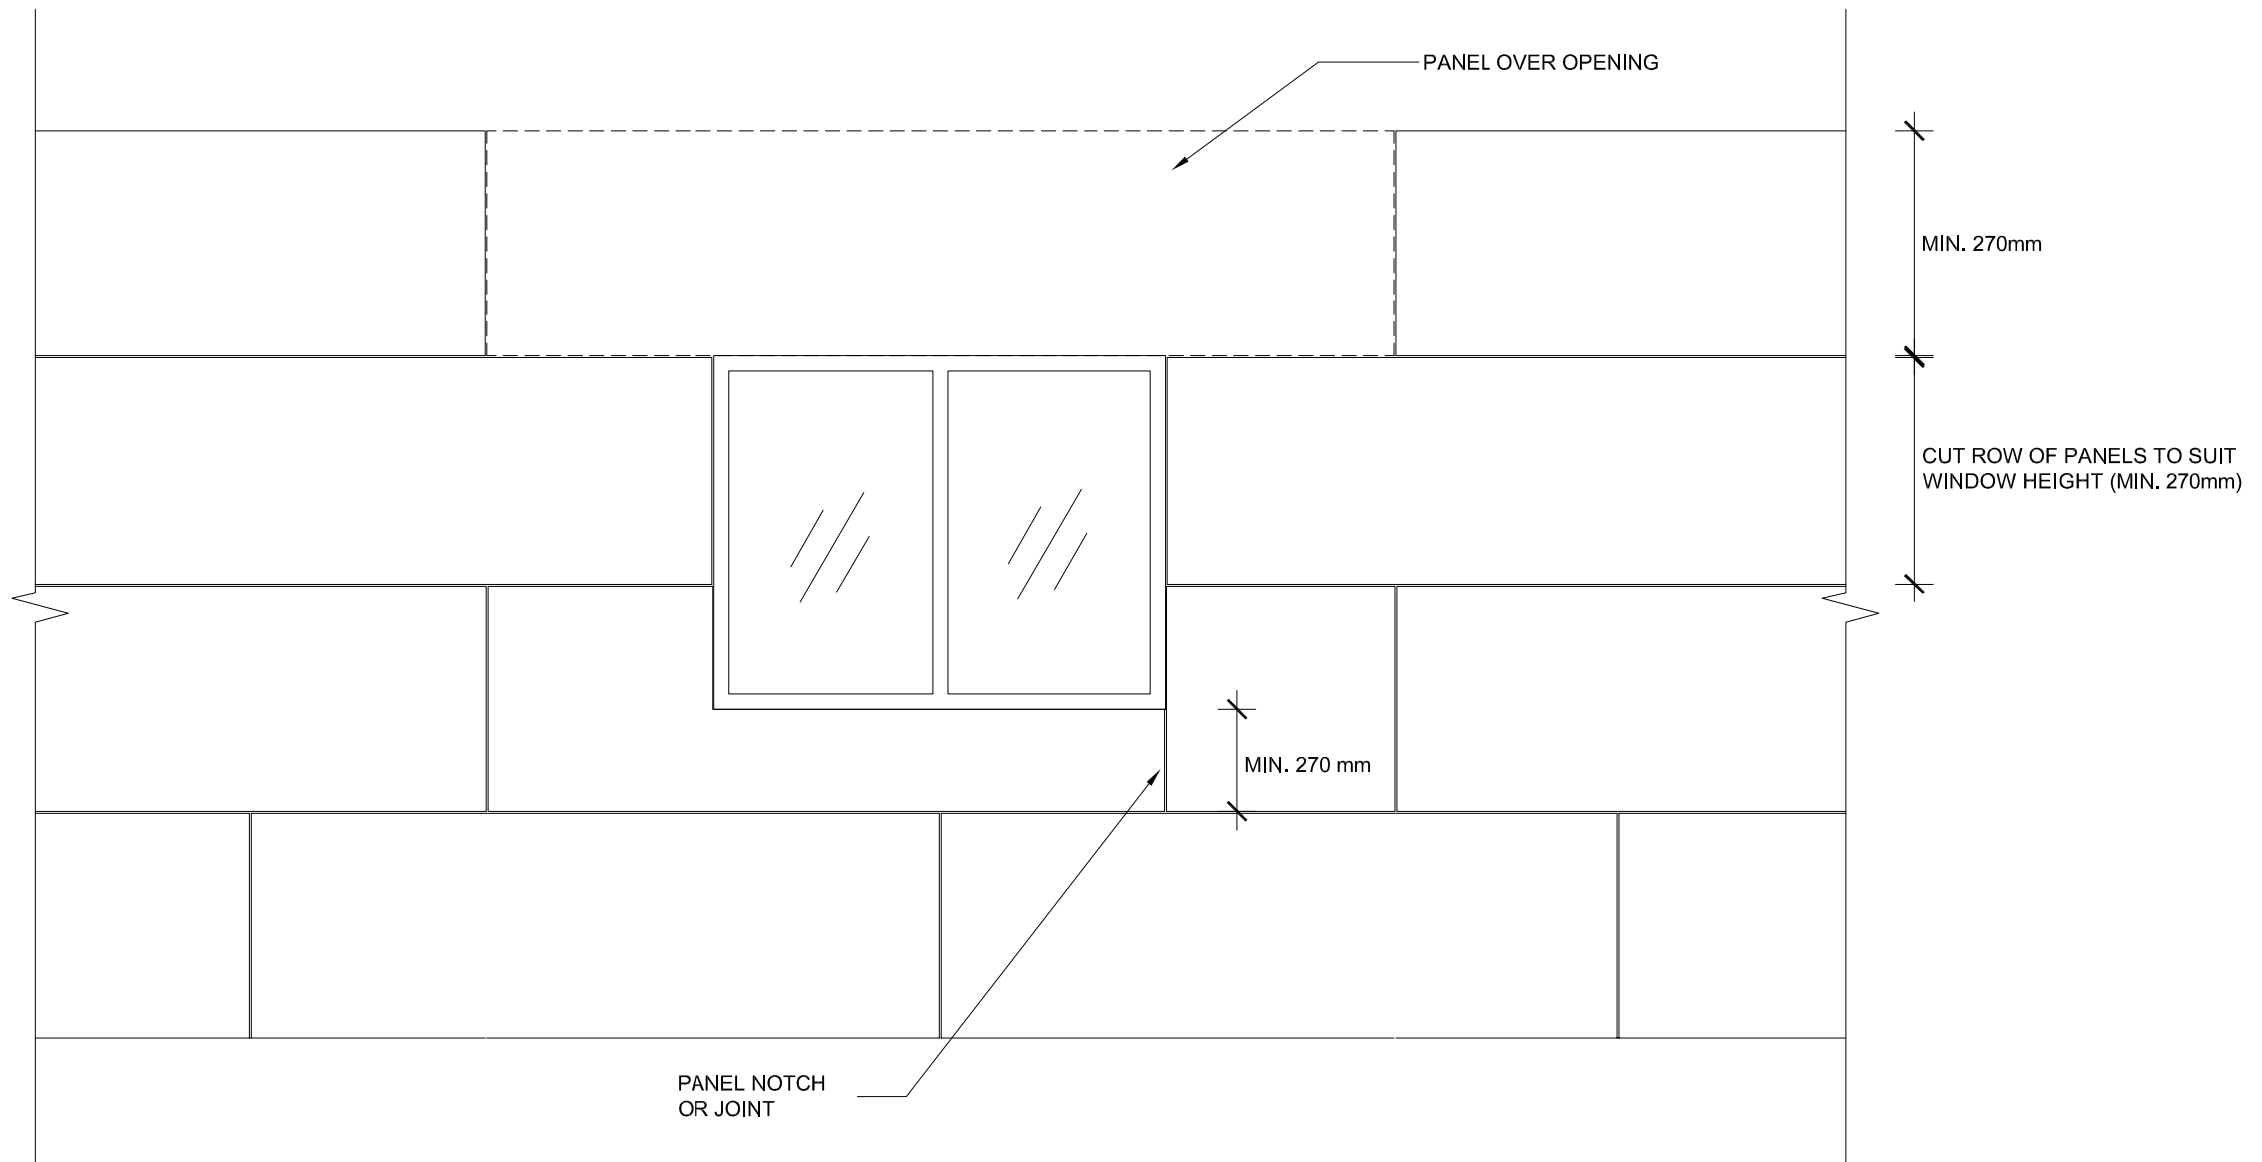 PANEL OVER OPENING
MIN. 270mm
CUT ROW OF PANELS TO SUIT
WINDOW HEIGHT (MIN. 270mm)
MIN. 270 mm
PANEL NOTCH
OR JOINT